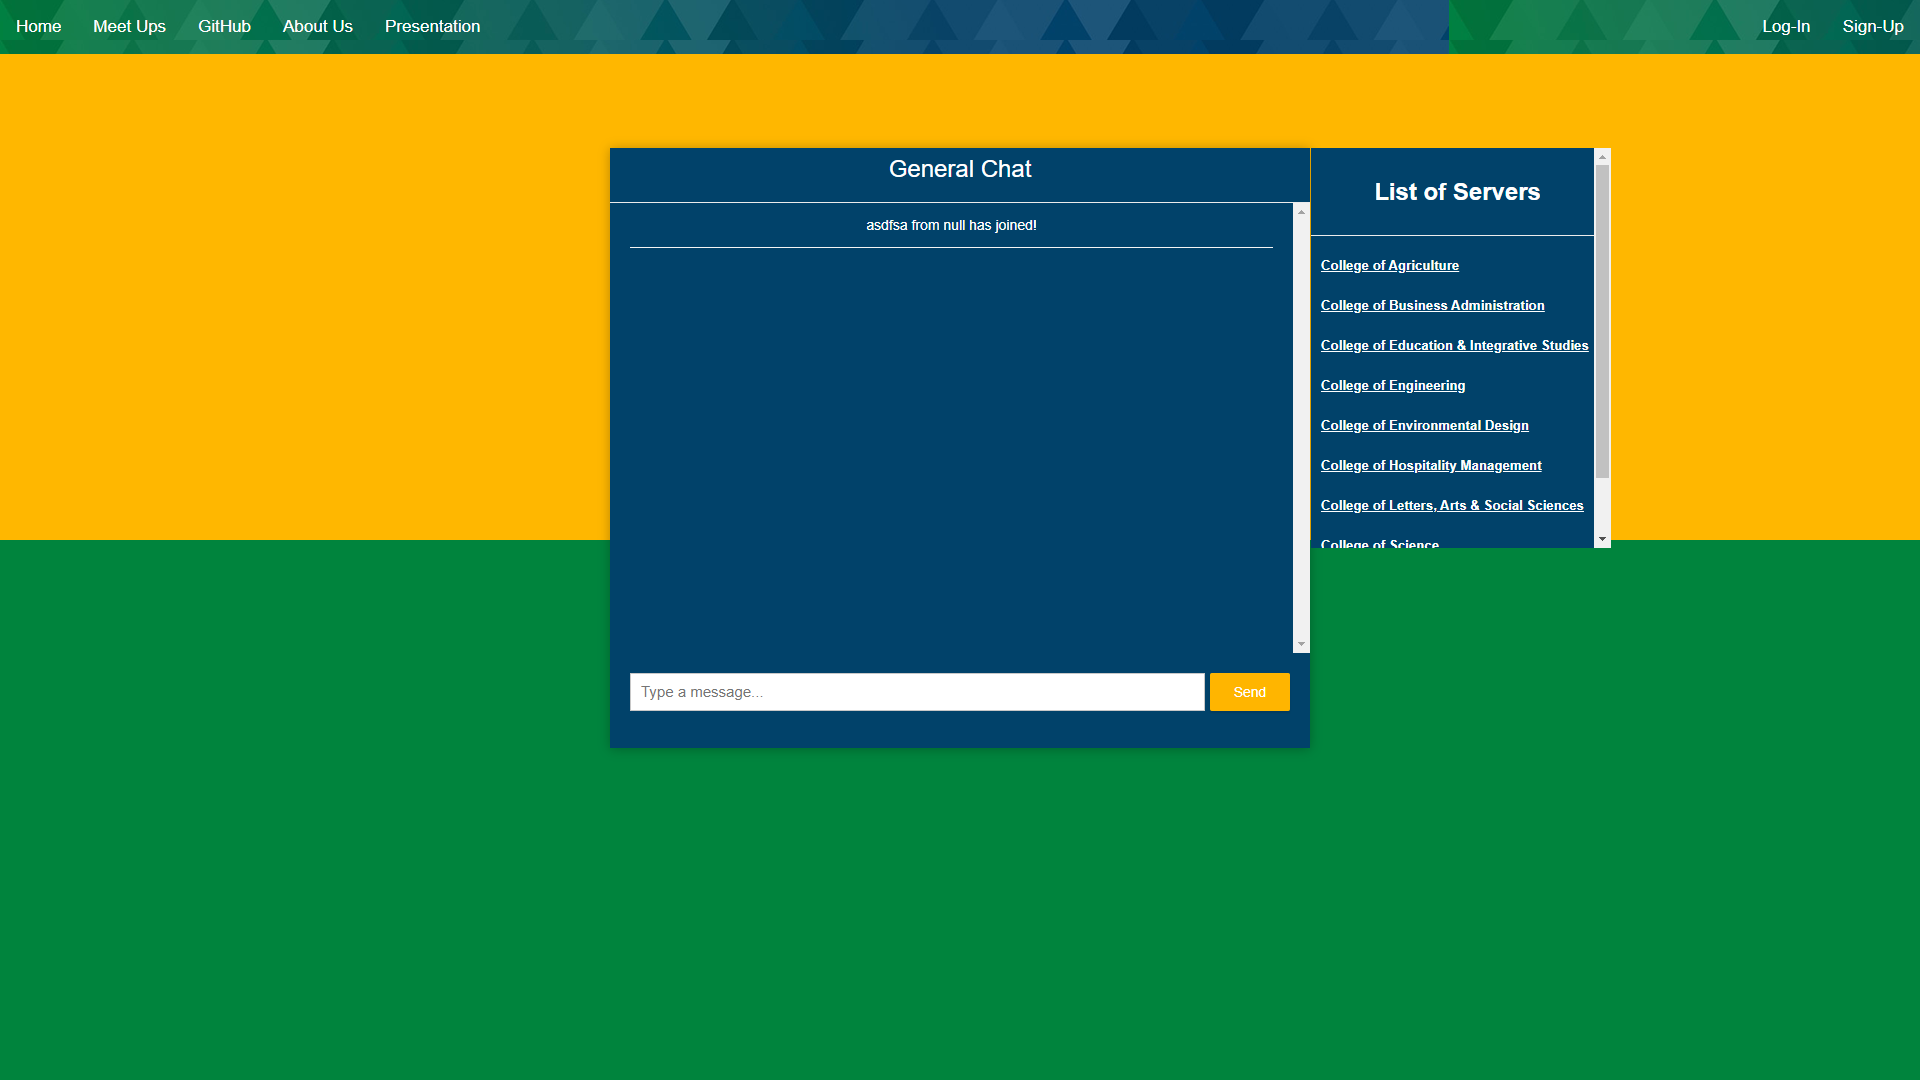 Home Meet Ups GitHub About Us Presentation Log-In Sign-Up
General Chat
asdfsa from null has joined!
Type a message...
Send
List of Servers
College of Agriculture
College of Business Administration
College of Education & Integrative Studies
College of Engineering
College of Environmental Design
College of Hospitality Management
College of Letters, Arts & Social Sciences
College of Science